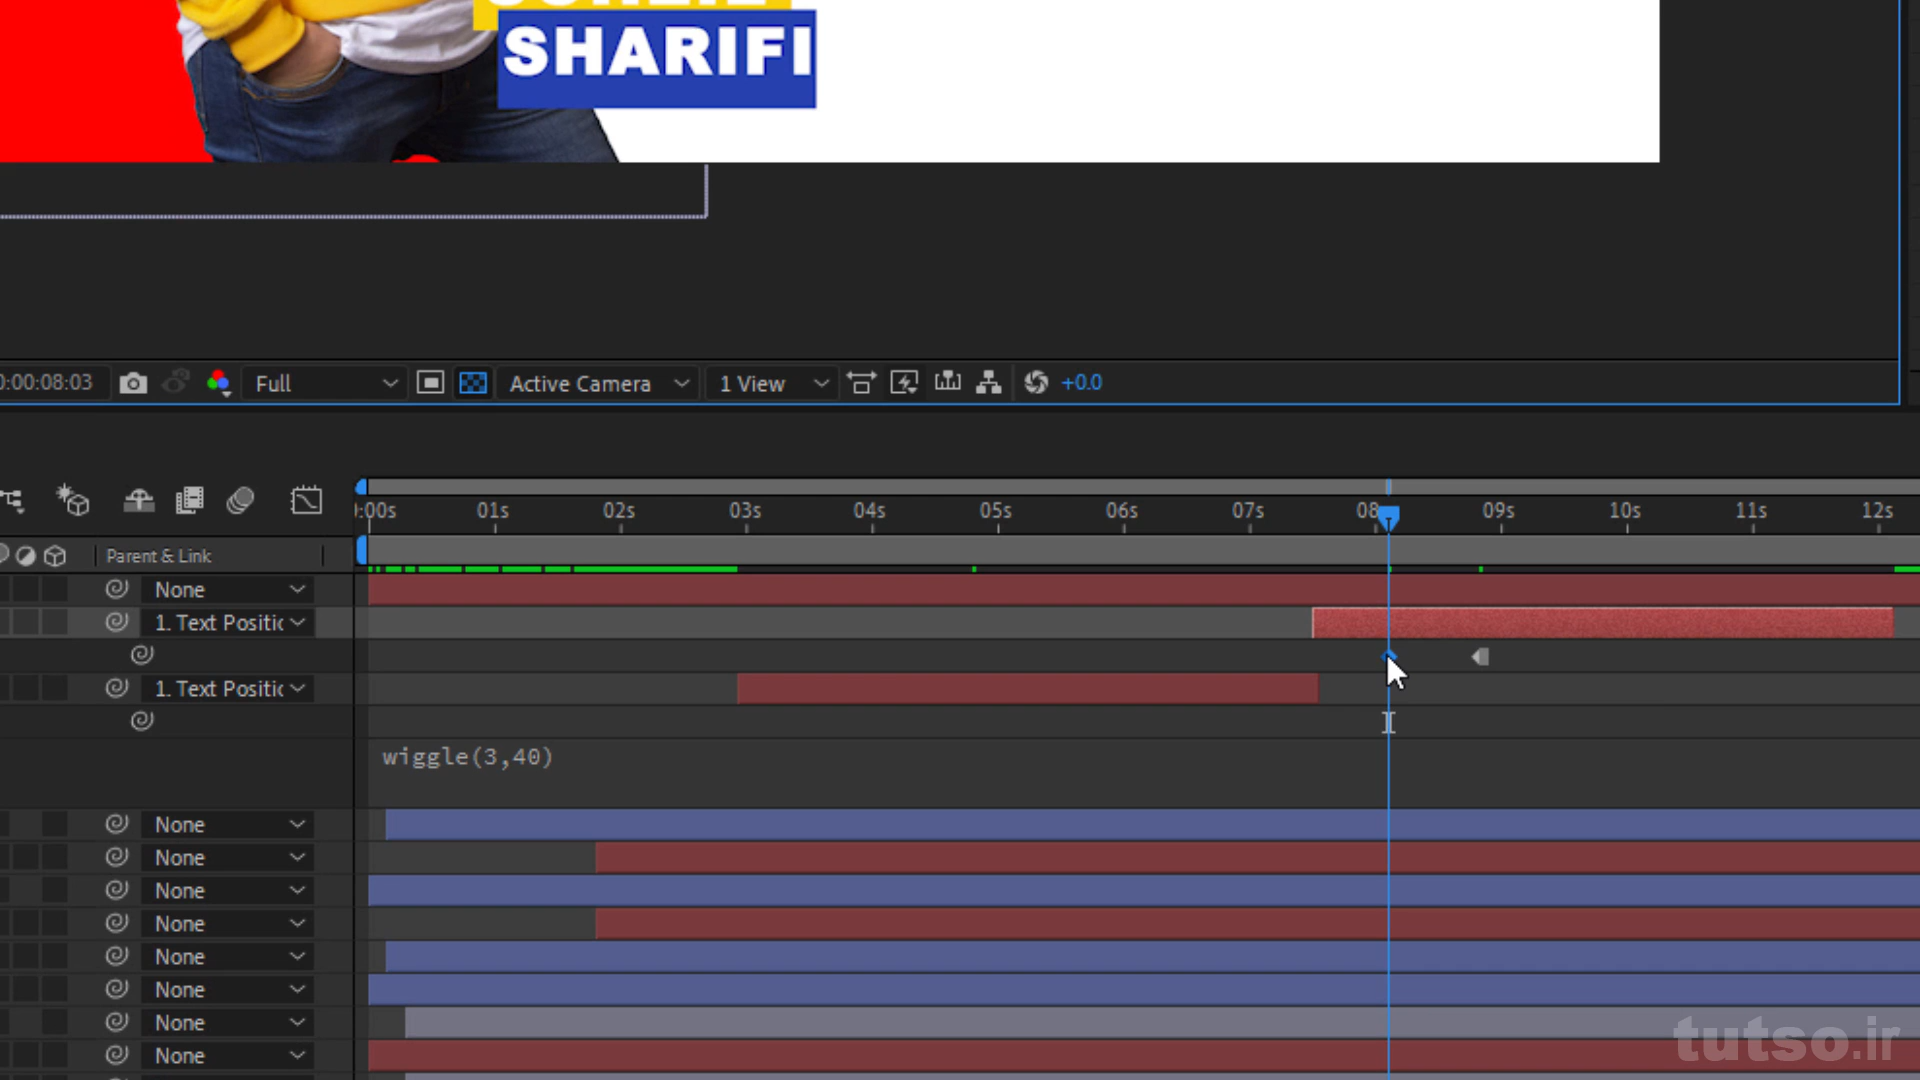 SHARIFI
0:00:08:03
Full
Active Camera
1 View
+0.0
:00s 01s 02s 03s 04s 05s 06s 07s 08 09s 10s 11s 12s
Parent & Link
None
1. Text Positic
1. Text Positic
wiggle(3,40)
None
None
None
None
None
None
None
None
tutso.ir